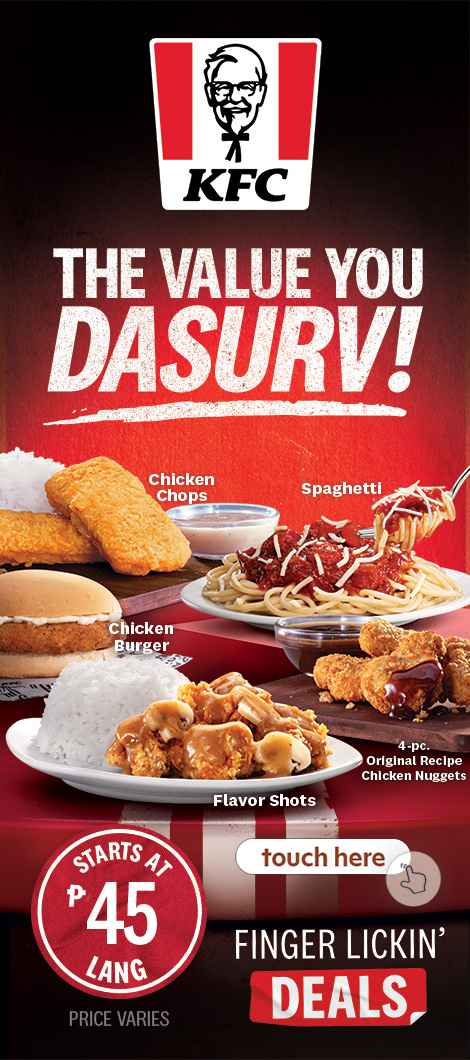 KFC
THE VALUE YOU
DASURV!
Chicken
Chops
Spaghetti
Chicken
Burger
4-pc.
Original Recipe
Chicken Nuggets
Flavor Shots
STARTS AT
₱45
LANG
PRICE VARIES
touch here
FINGER LICKIN'
DEALS